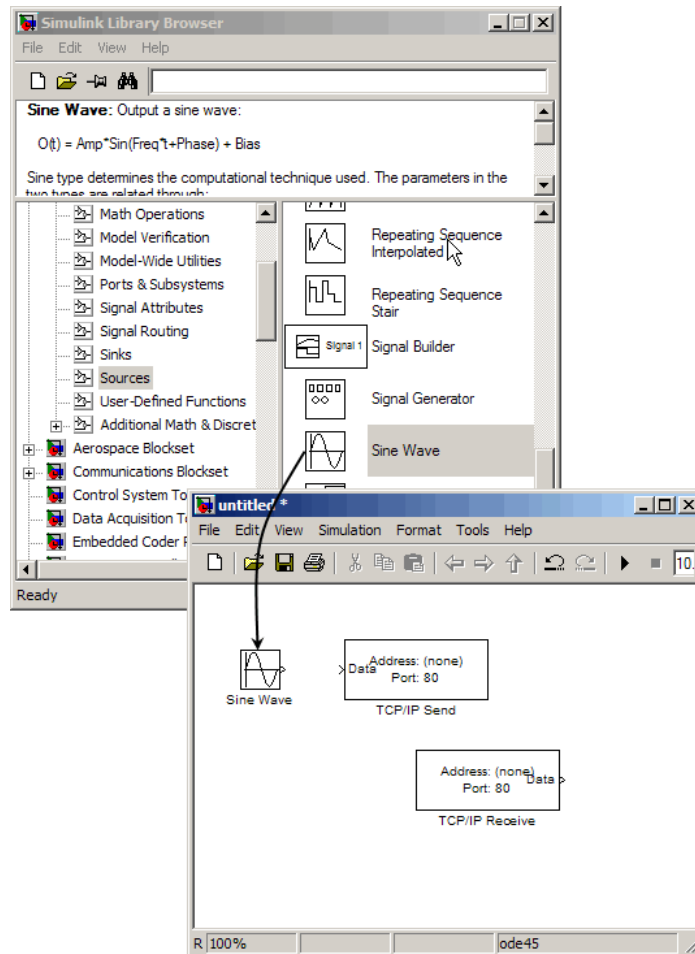 Simulink Library Browser
File Edit View Help
Sine Wave: Output a sine wave:
O(t) = Amp*Sin(Freq*t+Phase) + Bias
Sine type determines the computational technique used. The parameters in the
two types are related through:
Math Operations
Model Verification
Model-Wide Utilities
Ports & Subsystems
Signal Attributes
Signal Routing
Sinks
Sources
User-Defined Functions
Additional Math & Discret
Aerospace Blockset
Communications Blockset
Control System To
Data Acquisition T
Embedded Coder
Ready
Repeating Sequence
Interpolated
Repeating Sequence
Stair
Signal 1
Signal Builder
Signal Generator
Sine Wave
untitled *
File Edit View Simulation Format Tools Help
10.
Sine Wave
Data
Address: (none)
Port: 80
TCP/IP Send
Address: (none)
Port: 80
Data
TCP/IP Receive
R 100%
ode45